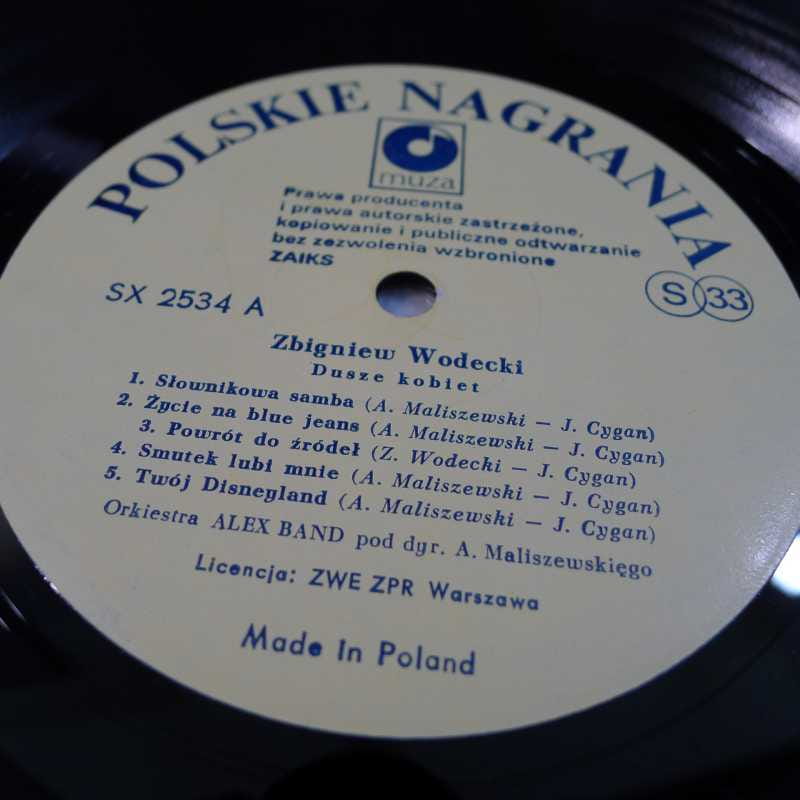 POLSKIE NAGRANIA
muza
Prawa producenta
i prawa autorskie zastrzeżone,
kopiowanie i publiczne odtwarzanie
bez zezwolenia wzbronione
ZAIKS
SX 2534 A
S 33
Zbigniew Wodecki
Dusze kobiet
1. Słownikowa samba (A. Maliszewski — J. Cygan)
2. Życie na blue jeans (A. Maliszewski — J. Cygan)
3. Powrót do źródeł (Z. Wodecki — J. Cygan)
4. Smutek lubi mnie (A. Maliszewski — J. Cygan)
5. Twój Disneyland (A. Maliszewski — J. Cygan)
Orkiestra ALEX BAND pod dyr. A. Maliszewskięgo
Licencja: ZWE ZPR Warszawa
Made in Poland